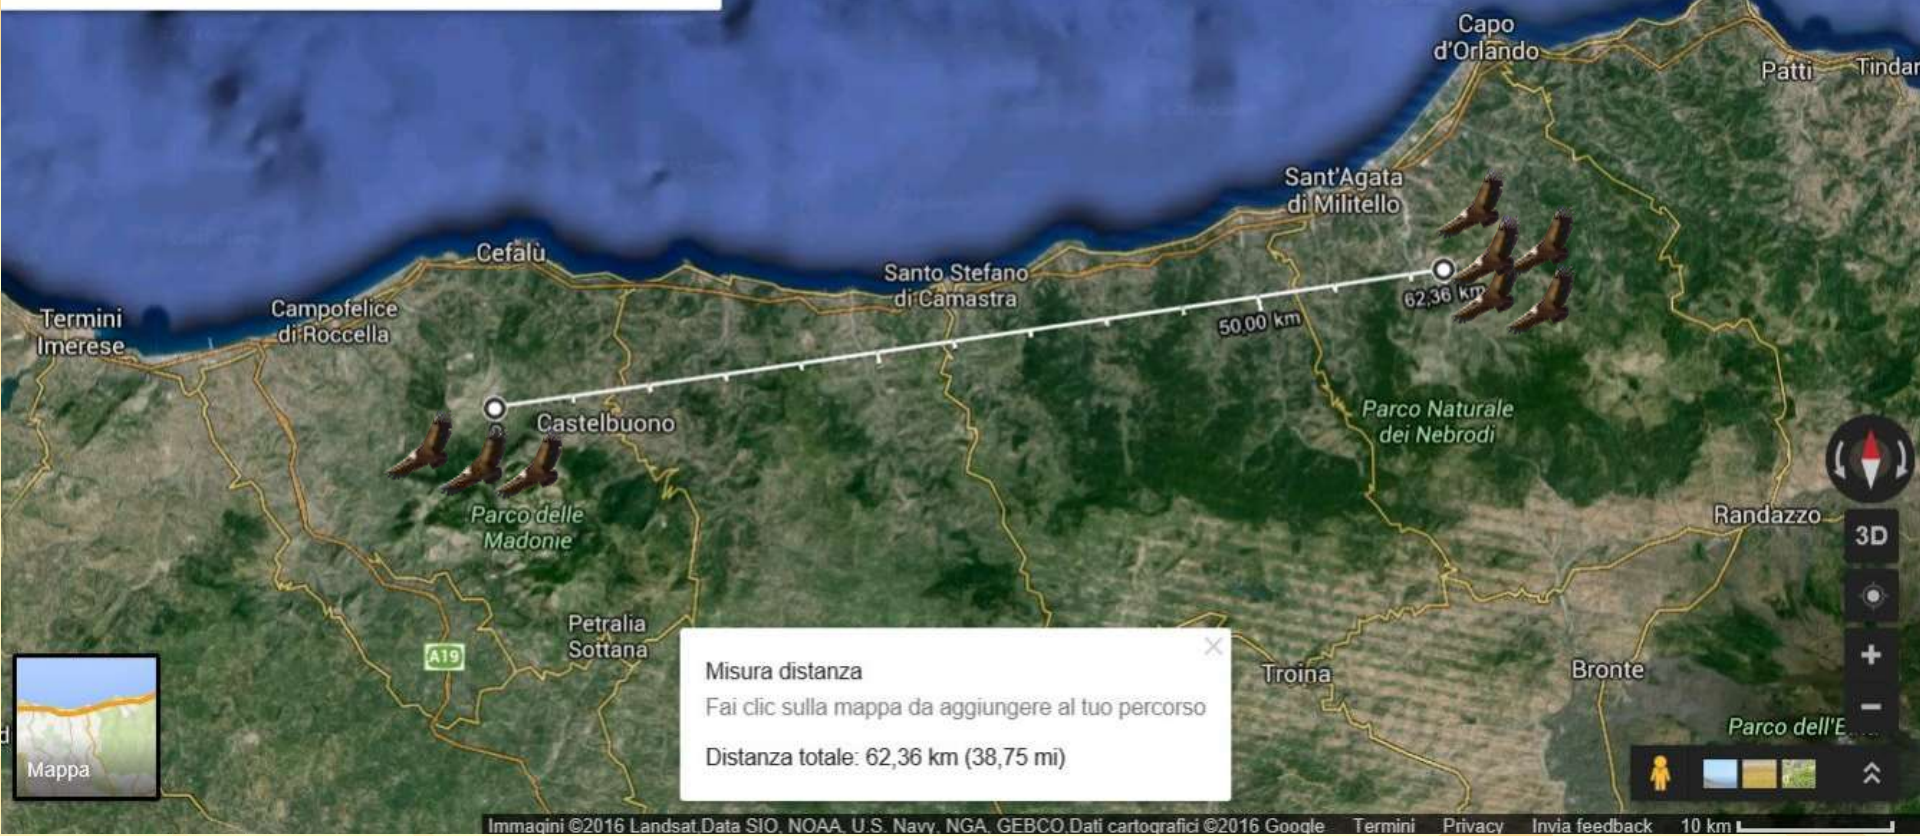 Capo
d'Orlando
Patti
Tindar
Sant'Agata
di Militello
Cefalù
Santo Stefano
di Camastra
62,36 km
50,00 km
Campofelice
di Roccella
Termini
Imerese
Castelbuono
Parco Naturale
dei Nebrodi
Parco delle
Madonie
Randazzo
3D
Petralia
Sottana
A19
Troina
Bronte
Misura distanza
Fai clic sulla mappa da aggiungere al tuo percorso
Distanza totale: 62,36 km (38,75 mi)
Parco dell'E
Mappa
Immagini ©2016 Landsat,Data SIO, NOAA, U.S. Navy, NGA, GEBCO,Dati cartografici ©2016 Google Termini Privacy Invia feedback 10 km